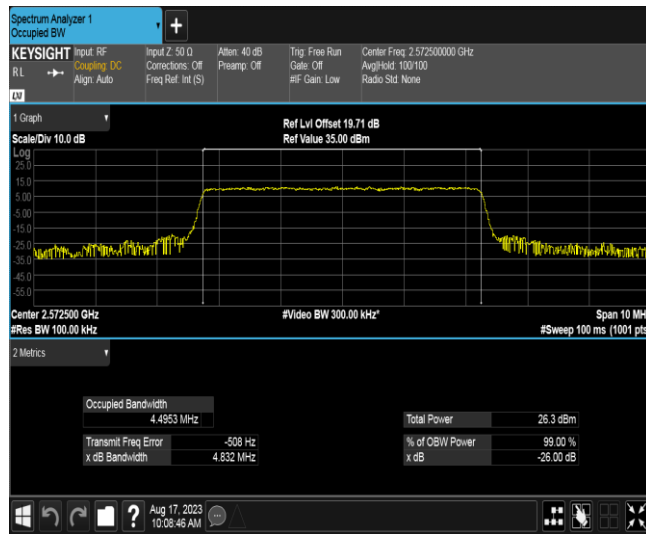 Spectrum Analyzer 1
Occupied BW
+
KEYSIGHT
RL
LXI
Input: RF
Coupling: DC
Align: Auto
Input Z: 50 Ω
Corrections: Off
Freq Ref: Int (S)
Atten: 40 dB
Preamp: Off
Trig: Free Run
Gate: Off
#IF Gain: Low
Center Freq: 2.572500000 GHz
Avg|Hold: 100/100
Radio Std: None
1 Graph
Scale/Div 10.0 dB
Ref Lvl Offset 19.71 dB
Ref Value 35.00 dBm
Log
25.0
15.0
5.00
-5.00
-15.0
-25.0
-35.0
-45.0
-55.0
Center 2.572500 GHz
#Res BW 100.00 kHz
#Video BW 300.00 kHz*
Span 10 MH
#Sweep 100 ms (1001 pts
2 Metrics
Occupied Bandwidth
4.4953 MHz
Transmit Freq Error -508 Hz
x dB Bandwidth 4.832 MHz
Total Power 26.3 dBm
% of OBW Power 99.00 %
x dB -26.00 dB
?
Aug 17, 2023
10:08:46 AM